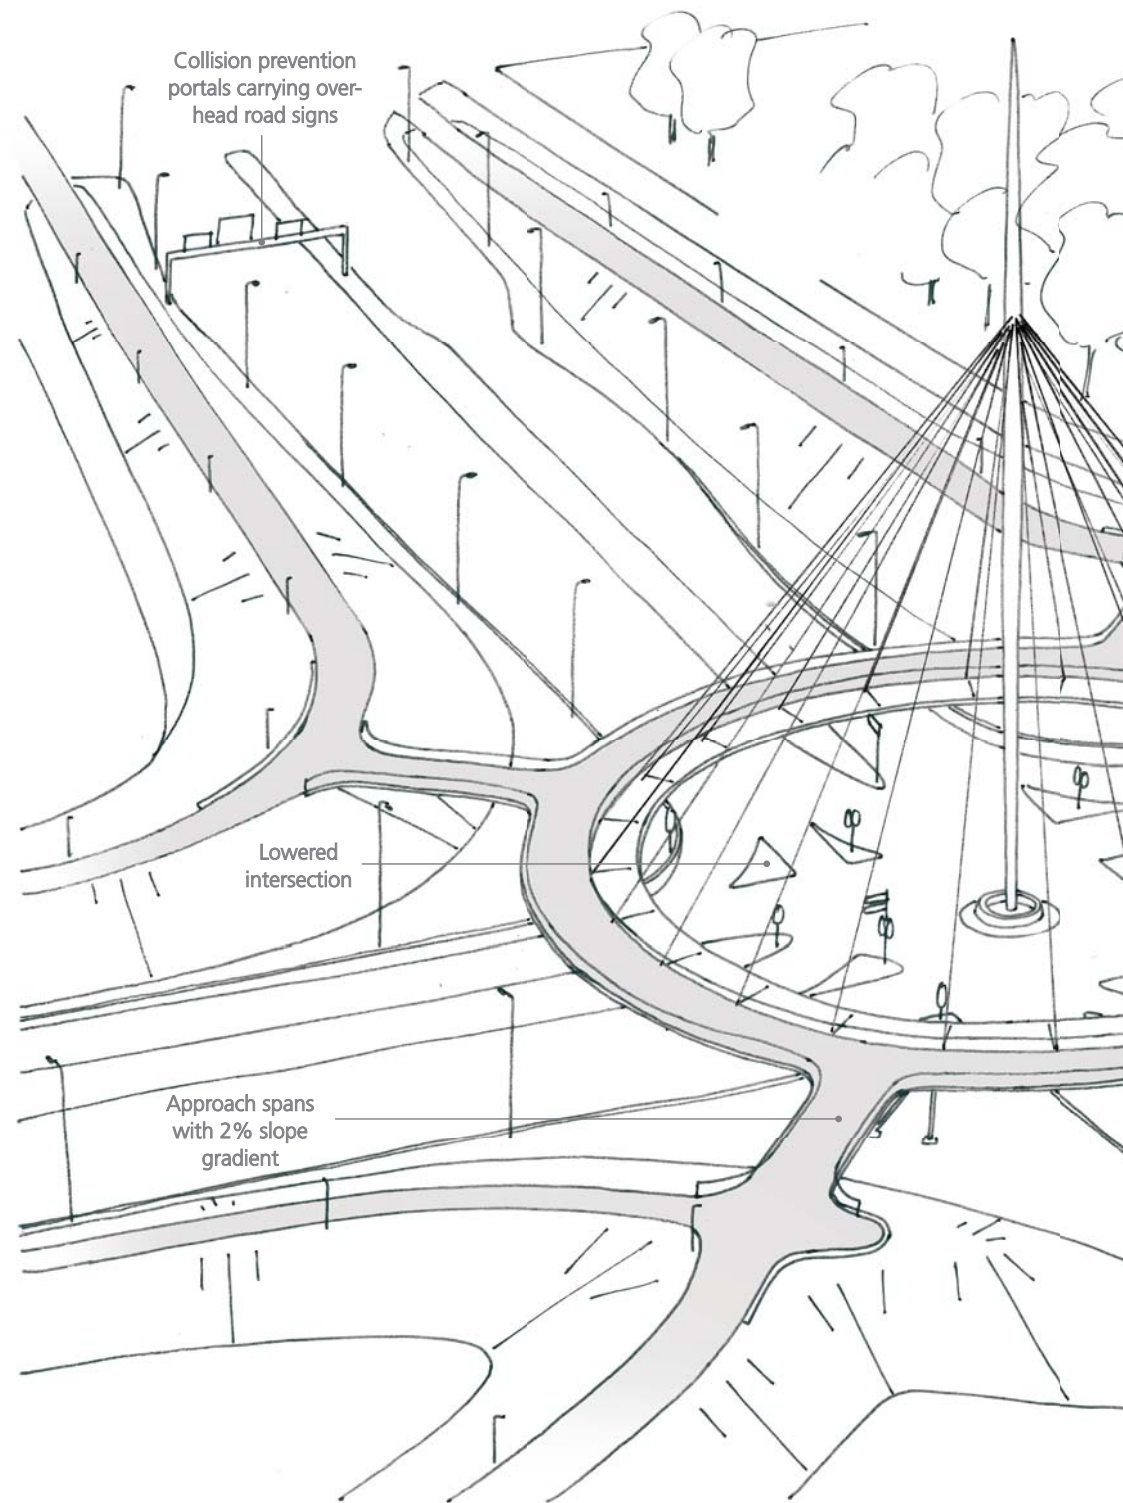 Collision prevention
portals carrying over-
head road signs
Lowered
intersection
Approach spans
with 2% slope
gradient